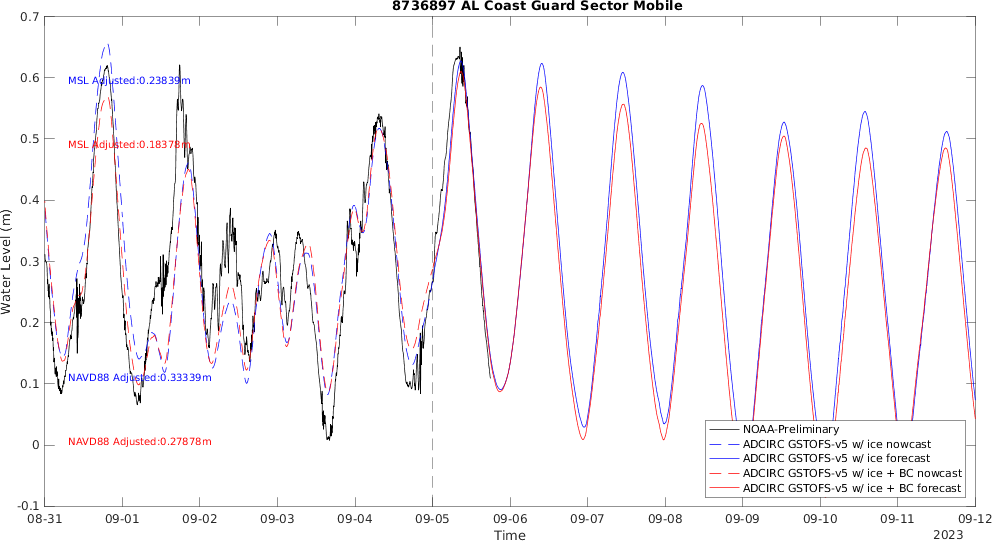 8736897 AL Coast Guard Sector Mobile
0.7
0.6
0.5
0.4
0.3
0.2
0.1
0
-0.1
Water Level (m)
MSL Adjusted:0.23839m
MSL Adjusted:0.18378m
NAVD88 Adjusted:0.33339m
NAVD88 Adjusted:0.27878m
NOAA-Preliminary
ADCIRC GSTOFS-v5 w/ ice nowcast
ADCIRC GSTOFS-v5 w/ ice forecast
ADCIRC GSTOFS-v5 w/ ice + BC nowcast
ADCIRC GSTOFS-v5 w/ ice + BC forecast
08-31 09-01 09-02 09-03 09-04 09-05 09-06 09-07 09-08 09-09 09-10 09-11 09-12
Time
2023